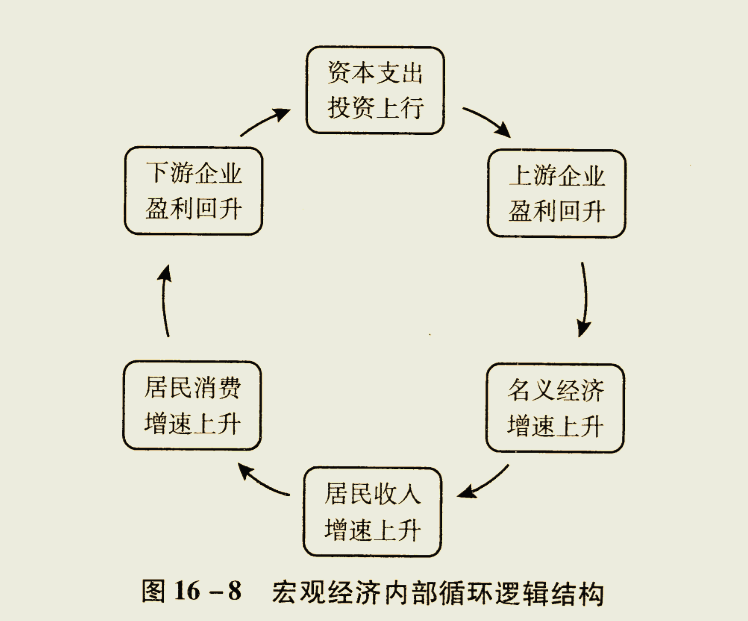 资本支出
投资上行
上游企业
盈利回升
名义经济
增速上升
居民收入
增速上升
居民消费
增速上升
下游企业
盈利回升
图 16-8 宏观经济内部循环逻辑结构